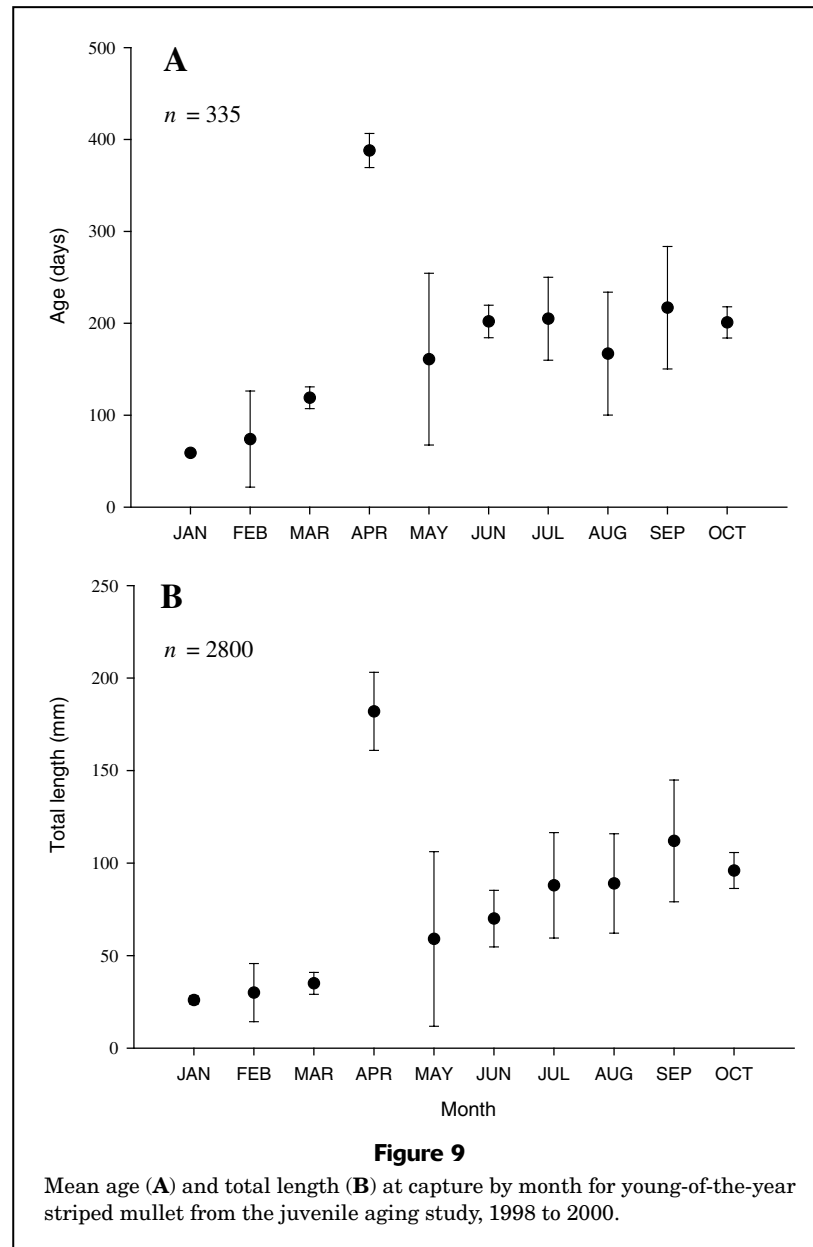 A
n = 335
500
400
300
200
100
0
Age (days)
JAN FEB MAR APR MAY JUN JUL AUG SEP OCT
B
n = 2800
250
200
150
100
50
0
Total length (mm)
JAN FEB MAR APR MAY JUN JUL AUG SEP OCT
Month
Figure 9
Mean age (A) and total length (B) at capture by month for young-of-the-year
striped mullet from the juvenile aging study, 1998 to 2000.